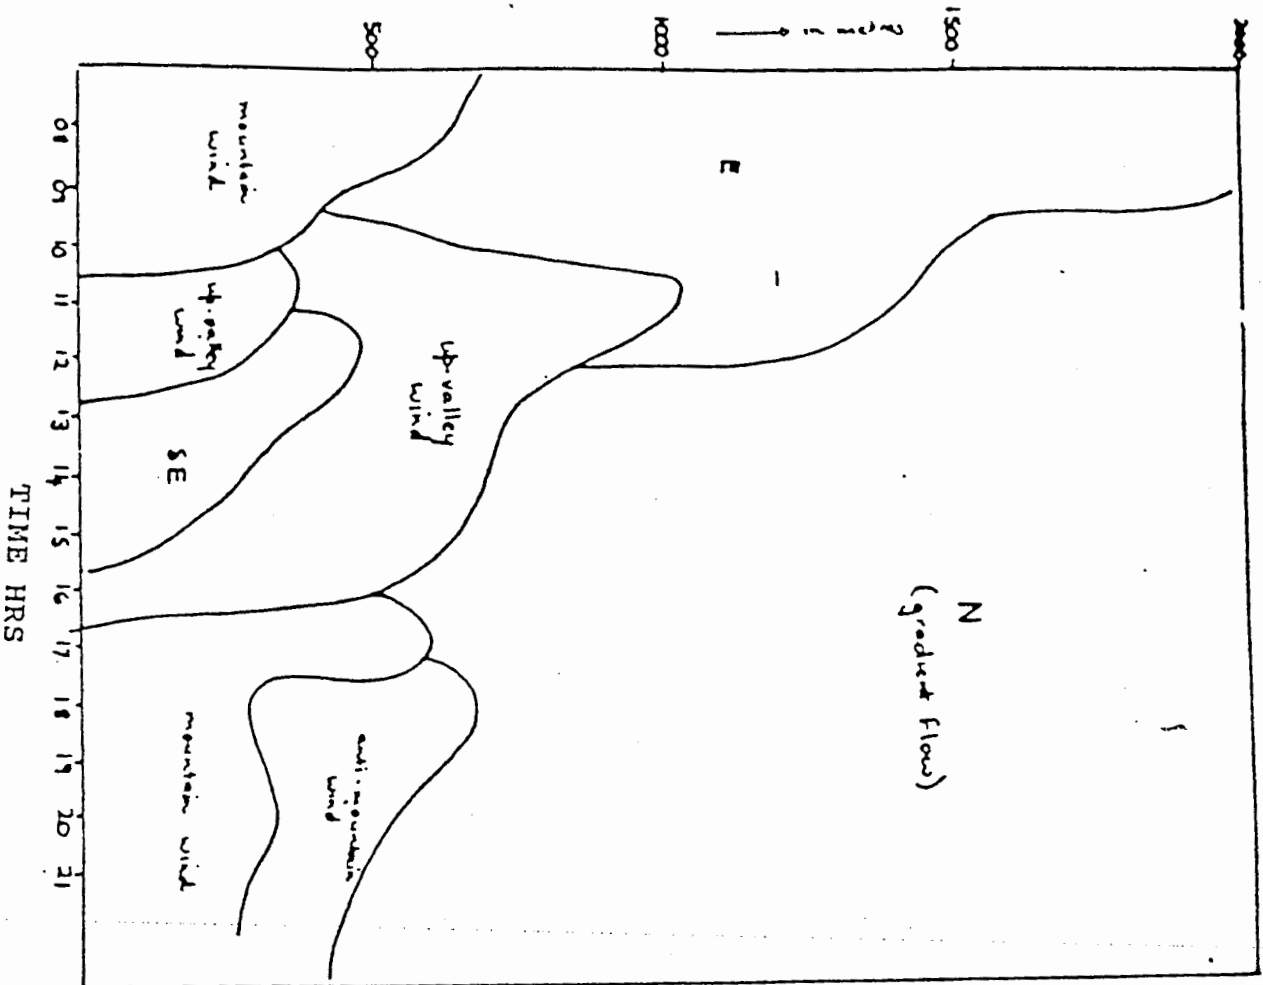 2000
1500
in metres
1000
500
E
mountain
wind
up-valley
wind
up-valley
wind
SE
N
(gradient flow)
anti-mountain
wind
mountain wind
08
09
10
11
12
13
14
15
16
17
18
19
20
21
TIME HRS